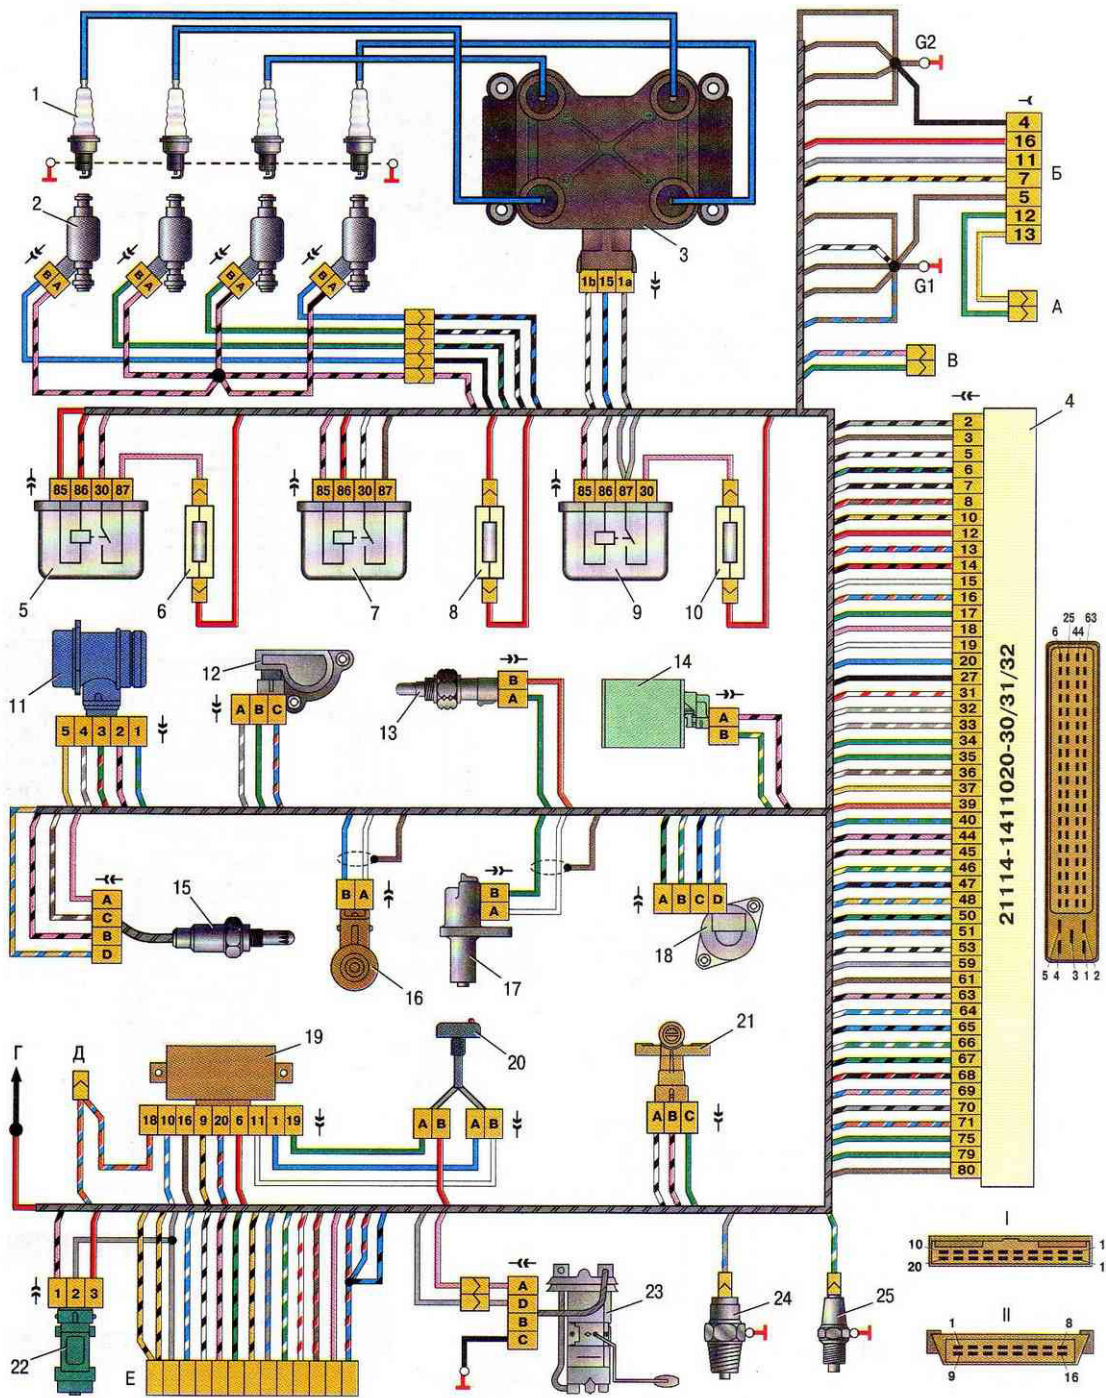 G2
1
4
16
11
7
5
12
13
Б
2
3
G1
А
B A
B A
B A
B A
1b 15 1a
В
4
2
3
5
6
7
8
10
12
13
14
15
16
17
18
19
20
27
31
32
33
34
35
36
37
39
40
44
45
46
47
48
50
51
53
59
61
63
64
65
66
67
68
69
70
71
75
79
80
21114-1411020-30/31/32
25 63
6 44
5 4 3 1 2
85 86 30 87
85 86 30 87
85 86 87 30
5
6
7
8
9
10
11
5 4 3 2 1
12
A B C
13
B
A
14
A
B
A
C
B
D
15
B A
16
B
A
17
A B C D
18
Г
Д
19
18 10 16 9 20 6 11 1 19
20
A B
A B
21
A B C
1 2 3
22
Е
A
D
B
C
23
24
25
I
10 1
20 1
II
1 8
9 16